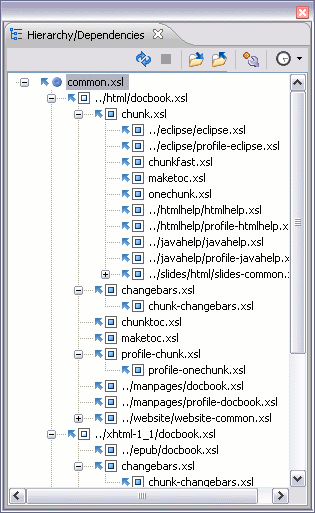 Hierarchy/Dependencies
common.xsl
../html/docbook.xsl
chunk.xsl
../eclipse/eclipse.xsl
../eclipse/profile-eclipse.xsl
chunkfast.xsl
maketoc.xsl
onechunk.xsl
../htmlhelp/htmlhelp.xsl
../htmlhelp/profile-htmlhelp.x
../javahelp/javahelp.xsl
../javahelp/profile-javahelp.x
../slides/html/slides-common.
changebars.xsl
chunk-changebars.xsl
chunktoc.xsl
maketoc.xsl
profile-chunk.xsl
profile-onechunk.xsl
../manpages/docbook.xsl
../manpages/profile-docbook.xsl
../website/website-common.xsl
../xhtml-1_1/docbook.xsl
../epub/docbook.xsl
changebars.xsl
chunk-changebars.xsl